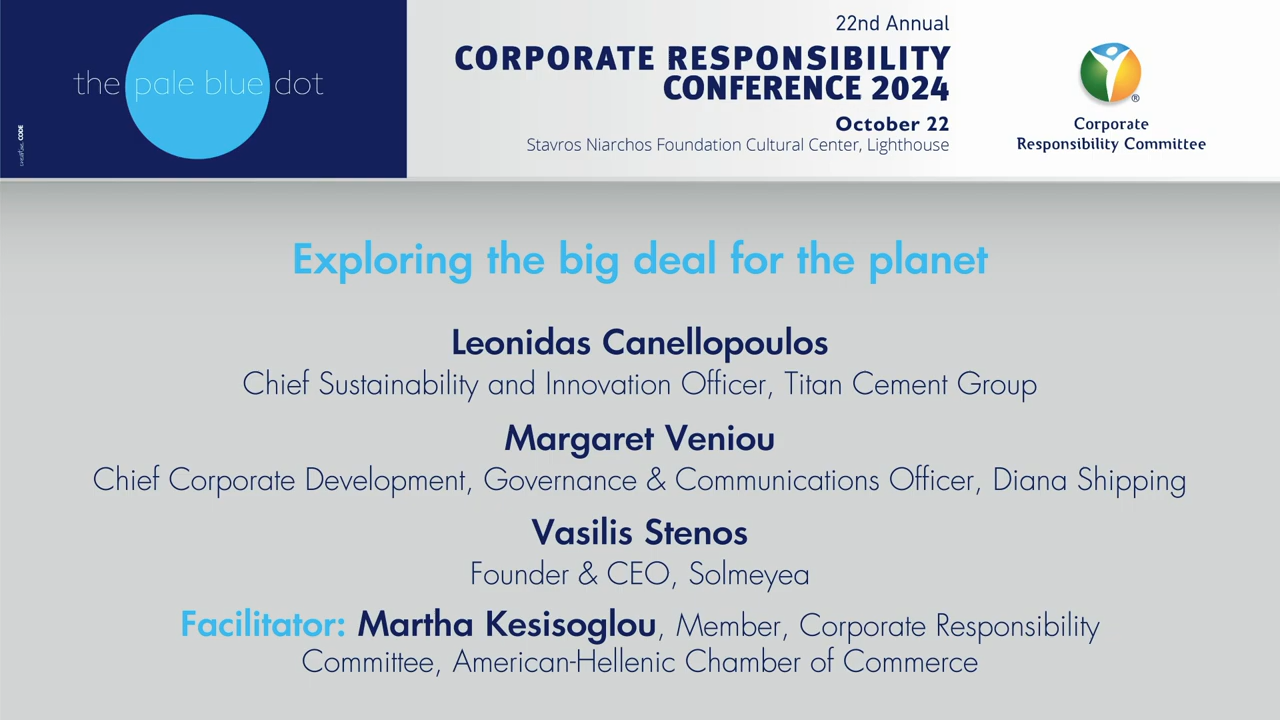 the pale blue dot
22nd Annual
CORPORATE RESPONSIBILITY
CONFERENCE 2024
October 22
Stavros Niarchos Foundation Cultural Center, Lighthouse
Corporate
Responsibility Committee
®
Exploring the big deal for the planet
Leonidas Canellopoulos
Chief Sustainability and Innovation Officer, Titan Cement Group
Margaret Veniou
Chief Corporate Development, Governance & Communications Officer, Diana Shipping
Vasilis Stenos
Founder & CEO, Solmeyea
Facilitator: Martha Kesisoglou, Member, Corporate Responsibility
Committee, American-Hellenic Chamber of Commerce
CODE